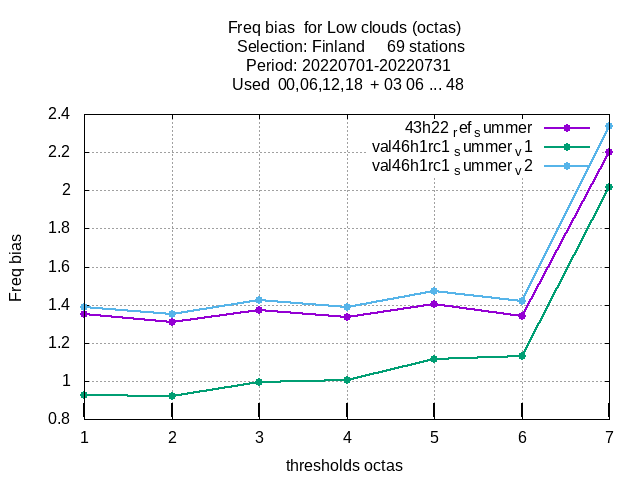 Freq bias  for Low clouds (octas)
Selection: Finland     69 stations
Period: 20220701-20220731
Used  00,06,12,18  + 03 06 ... 48
2.4
43h22 ref summer
val46h1rc1 summer v1
val46h1rc1 summer v2
2.2
2
1.8
1.6
1.4
1.2
1
0.8
Freq bias
1 2 3 4 5 6 7
thresholds octas